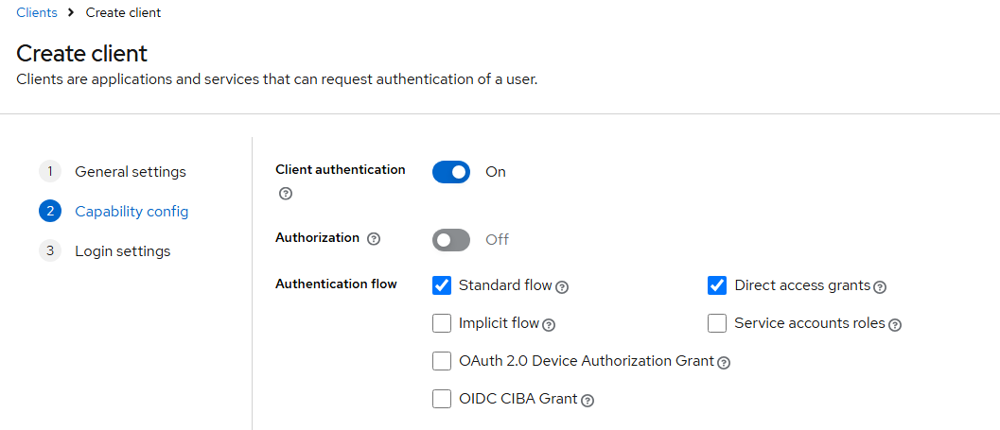 Clients > Create client
Create client
Clients are applications and services that can request authentication of a user.
1 General settings
2 Capability config
3 Login settings
Client authentication On
Authorization Off
Authentication flow Standard flow Direct access grants
Implicit flow Service accounts roles
OAuth 2.0 Device Authorization Grant
OIDC CIBA Grant